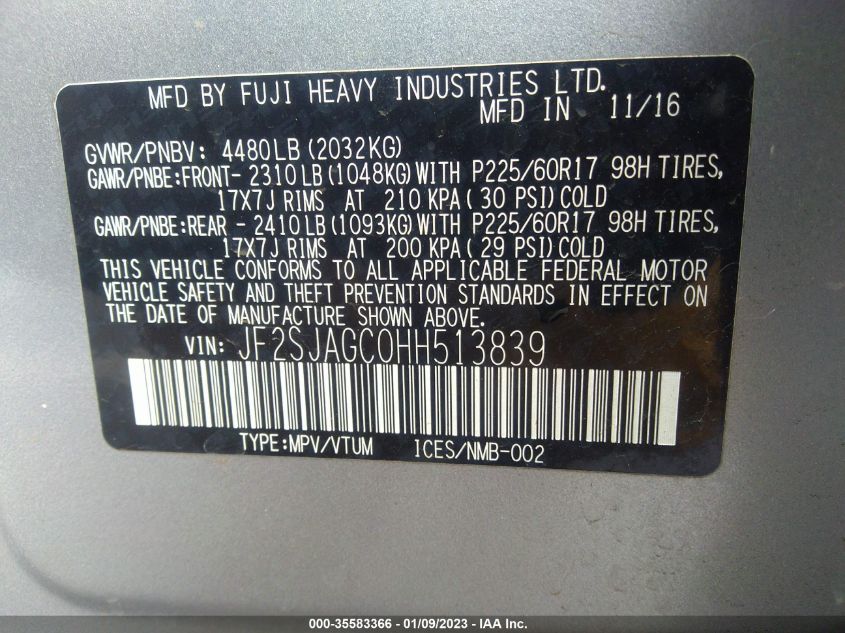 MFD BY FUJI HEAVY INDUSTRIES LTD.
MFD IN 11/16
GVWR/PNBV: 4480LB (2032KG)
GAWR/PNBE:FRONT- 2310LB (1048KG) WITH P225/60R17 98H TIRES,
17X7J RIMS AT 210 KPA (30 PSI) COLD
GAWR/PNBE:REAR - 2410LB (1093KG) WITH P225/60R17 98H TIRES,
17X7J RIMS AT 200 KPA (29 PSI) COLD
THIS VEHICLE CONFORMS TO ALL APPLICABLE FEDERAL MOTOR
VEHICLE SAFETY AND THEFT PREVENTION STANDARDS IN EFFECT ON
THE DATE OF MANUFACTURE SHOWN ABOVE.
VIN: JF2SJAGC0HH513839
TYPE:MPV/VTUM ICES/NMB-002
000-35583366 - 01/09/2023 - IAA Inc.